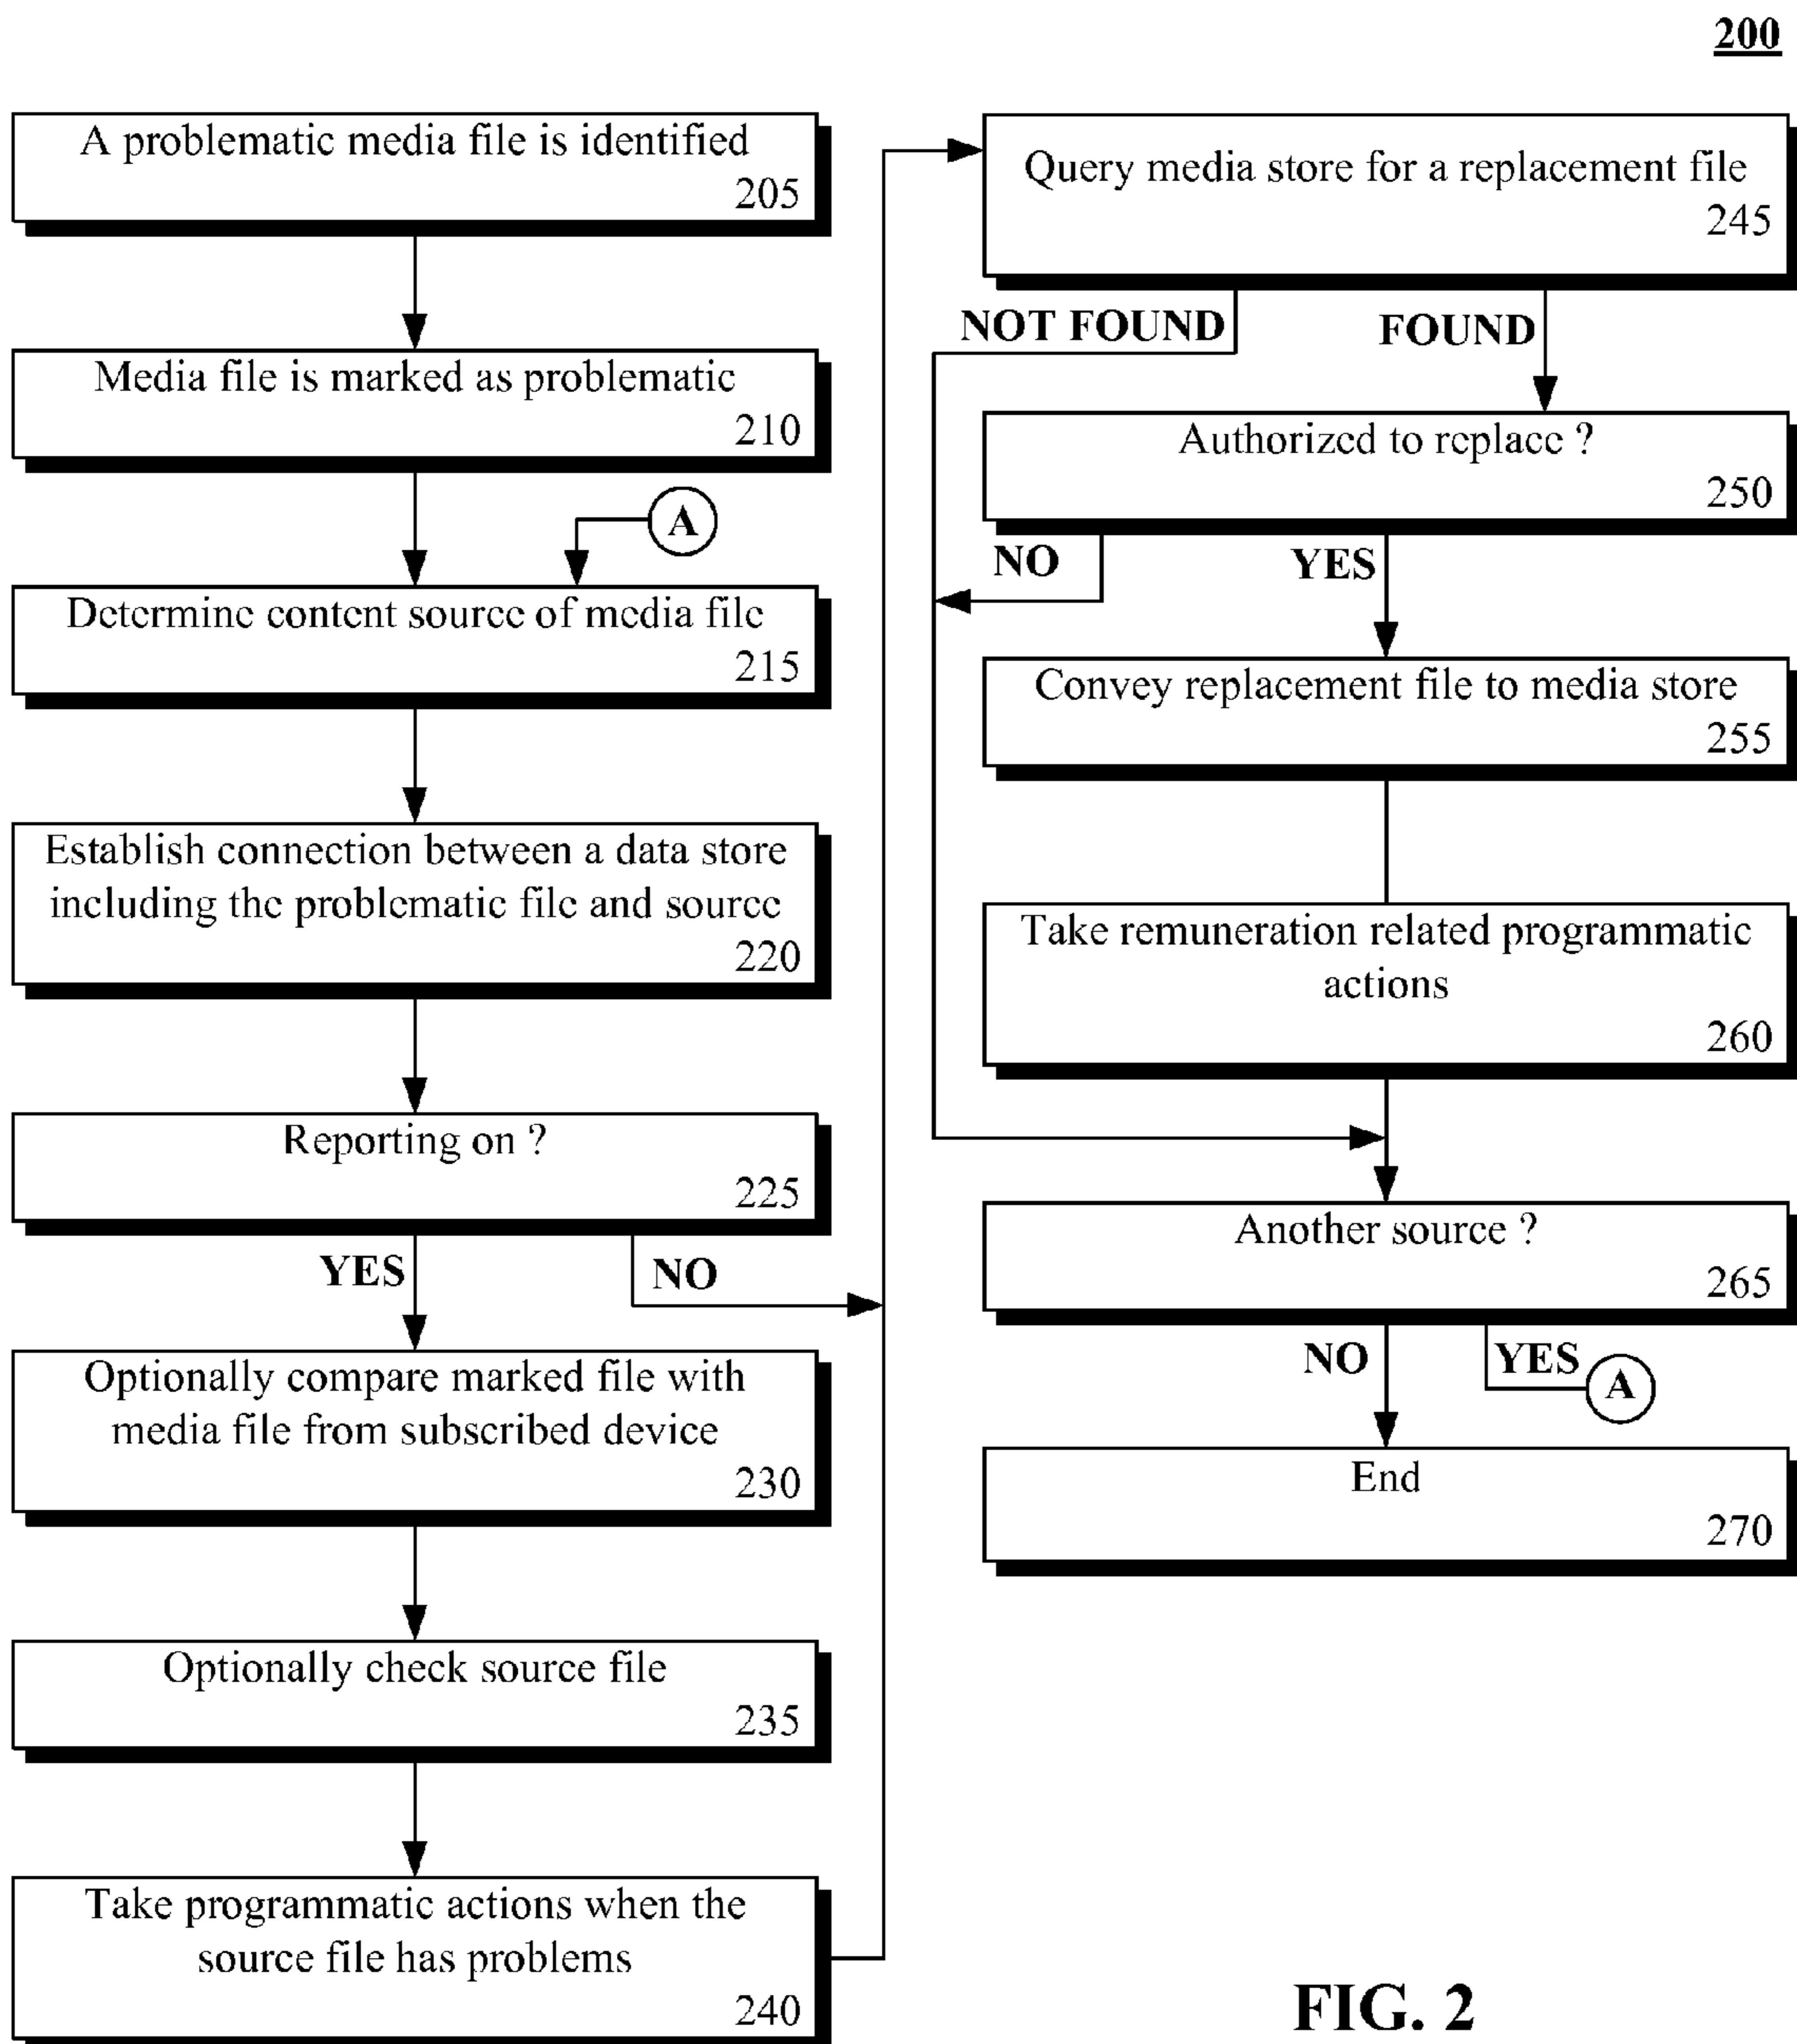 200
A problematic media file is identified
205
Media file is marked as problematic
210
A
Determine content source of media file
215
Establish connection between a data store
including the problematic file and source
220
Reporting on ?
225
YES
NO
Optionally compare marked file with
media file from subscribed device
230
Optionally check source file
235
Take programmatic actions when the
source file has problems
240
Query media store for a replacement file
245
NOT FOUND
FOUND
Authorized to replace ?
250
NO
YES
Convey replacement file to media store
255
Take remuneration related programmatic
actions
260
Another source ?
265
NO
YES
A
End
270
FIG. 2